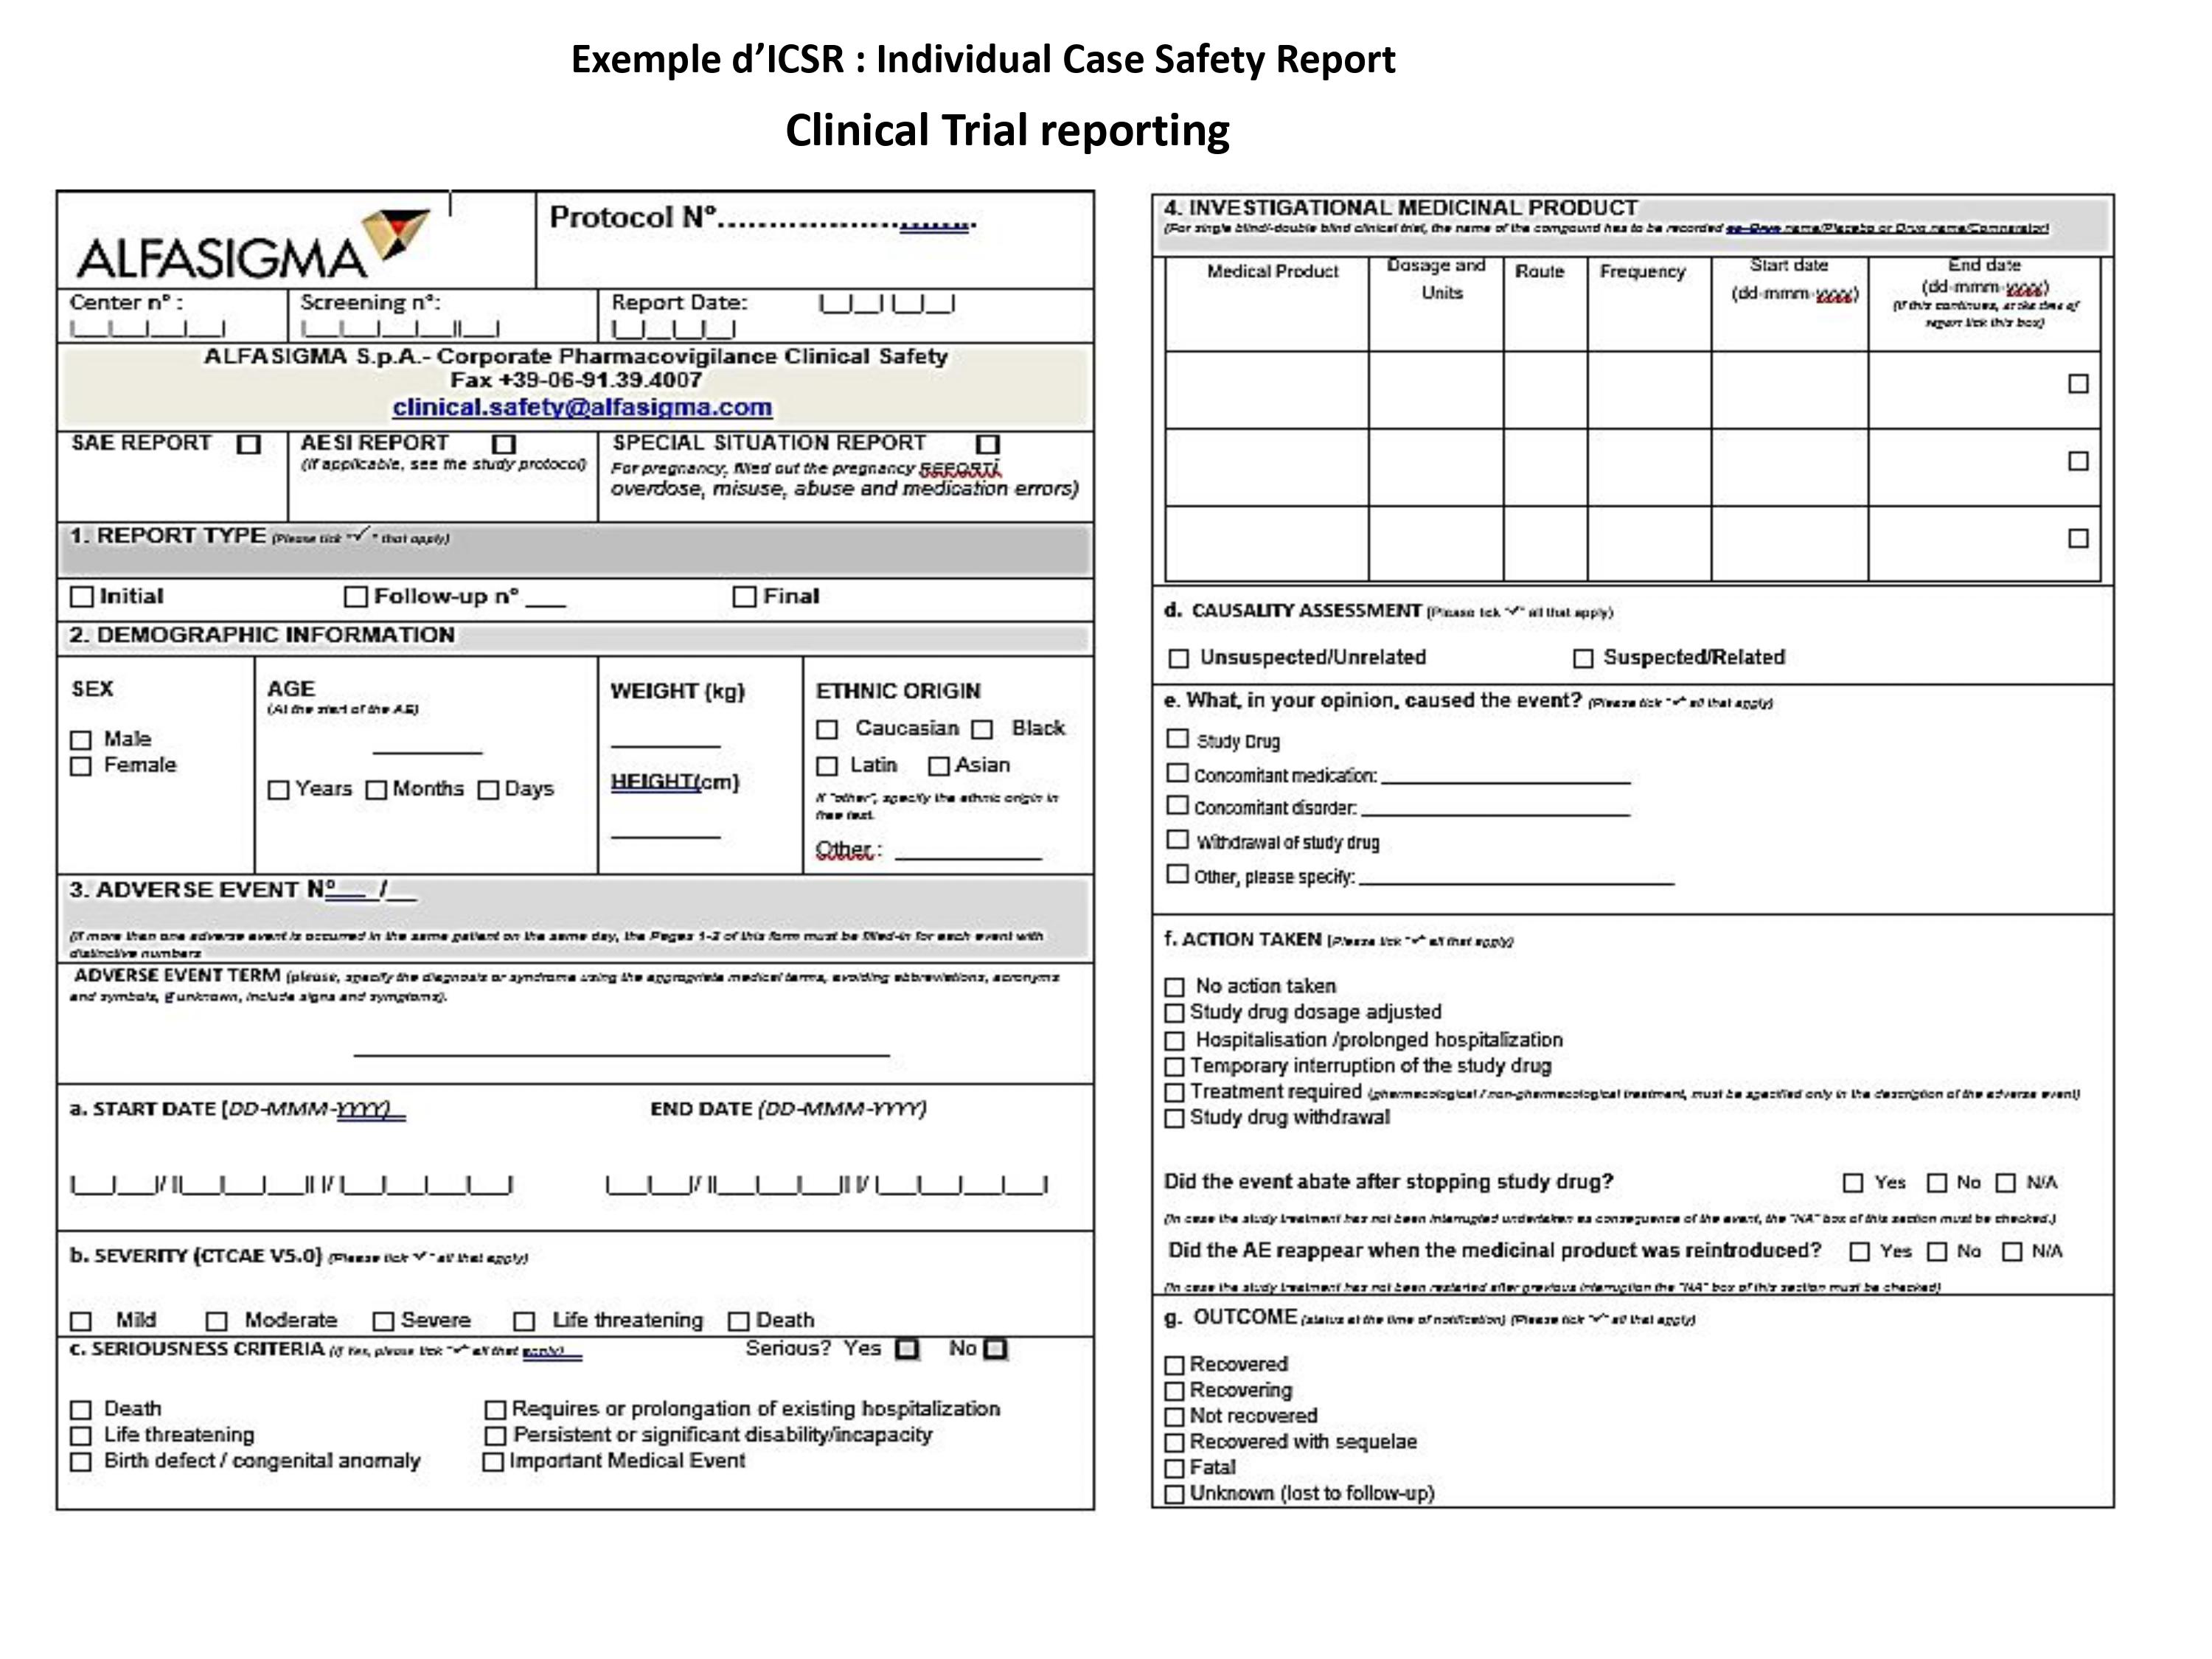 Exemple d’ICSR : Individual Case Safety Report
Clinical Trial reporting
ALFASIGMA
Protocol N°.............................
Center n° :
Screening n°:
Report Date:
ALFASIGMA S.p.A.- Corporate Pharmacovigilance Clinical Safety
Fax +39-06-91.39.4007
clinical.safety@alfasigma.com
SAE REPORT ☐
AESI REPORT ☐
(if applicable, see the study protocol)
SPECIAL SITUATION REPORT ☐
For pregnancy, filled out the pregnancy
overdose, misuse, abuse and medication errors)
1. REPORT TYPE (Please tick "✓" that apply)
☐ Initial ☐ Follow-up n° ___ ☐ Final
2. DEMOGRAPHIC INFORMATION
SEX
☐ Male
☐ Female
AGE
(At the start of the AE)
☐ Years ☐ Months ☐ Days
WEIGHT (kg)
HEIGHT(cm)
ETHNIC ORIGIN
☐ Caucasian ☐ Black
☐ Latin ☐ Asian
If "other", specify the ethnic origin in
free text.
Other : ____________
3. ADVERSE EVENT N°___ /___
(If more than one adverse event is occurred in the same patient on the same day, the Pages 1-2 of this form must be filled-in for each event with
distinctive numbers
ADVERSE EVENT TERM (please, specify the diagnosis or syndrome using the appropriate medical terms, avoiding abbreviations, acronyms
and symbols, if unknown, include signs and symptoms).
a. START DATE (DD-MMM-YYYY) END DATE (DD-MMM-YYYY)
b. SEVERITY (CTCAE V5.0) (Please tick "✓" all that apply)
☐ Mild ☐ Moderate ☐ Severe ☐ Life threatening ☐ Death
c. SERIOUSNESS CRITERIA (if Yes, please tick "✓" all that apply) Serious? Yes ☐ No ☐
☐ Death ☐ Requires or prolongation of existing hospitalization
☐ Life threatening ☐ Persistent or significant disability/incapacity
☐ Birth defect / congenital anomaly ☐ Important Medical Event
4. INVESTIGATIONAL MEDICINAL PRODUCT
(For single blind/-double blind clinical trial, the name of the compound has to be recorded Drug name/Placebo or Drug name/Comparator)
Medical Product
Dosage and
Units
Route
Frequency
Start date
(dd-mmm-yyyy)
End date
(dd-mmm-yyyy)
(If this continues, at the time of
report tick this box)
☐
☐
☐
d. CAUSALITY ASSESSMENT (Please tick "✓" all that apply)
☐ Unsuspected/Unrelated ☐ Suspected/Related
e. What, in your opinion, caused the event? (Please tick "✓" all that apply)
☐ Study Drug
☐ Concomitant medication: ____________
☐ Concomitant disorder: ____________
☐ Withdrawal of study drug
☐ Other, please specify: ____________
f. ACTION TAKEN (Please tick "✓" all that apply)
☐ No action taken
☐ Study drug dosage adjusted
☐ Hospitalisation /prolonged hospitalization
☐ Temporary interruption of the study drug
☐ Treatment required (pharmacological / non-pharmacological treatment, must be specified only in the description of the adverse event)
☐ Study drug withdrawal
Did the event abate after stopping study drug? ☐ Yes ☐ No ☐ N/A
(In case the study treatment has not been interrupted undertaken as consequence of the event, the "NA" box of this section must be checked.)
Did the AE reappear when the medicinal product was reintroduced? ☐ Yes ☐ No ☐ N/A
(In case the study treatment has not been restarted after previous interruption the "NA" box of this section must be checked)
g. OUTCOME (status at the time of notification) (Please tick "✓" all that apply)
☐ Recovered
☐ Recovering
☐ Not recovered
☐ Recovered with sequelae
☐ Fatal
☐ Unknown (lost to follow-up)